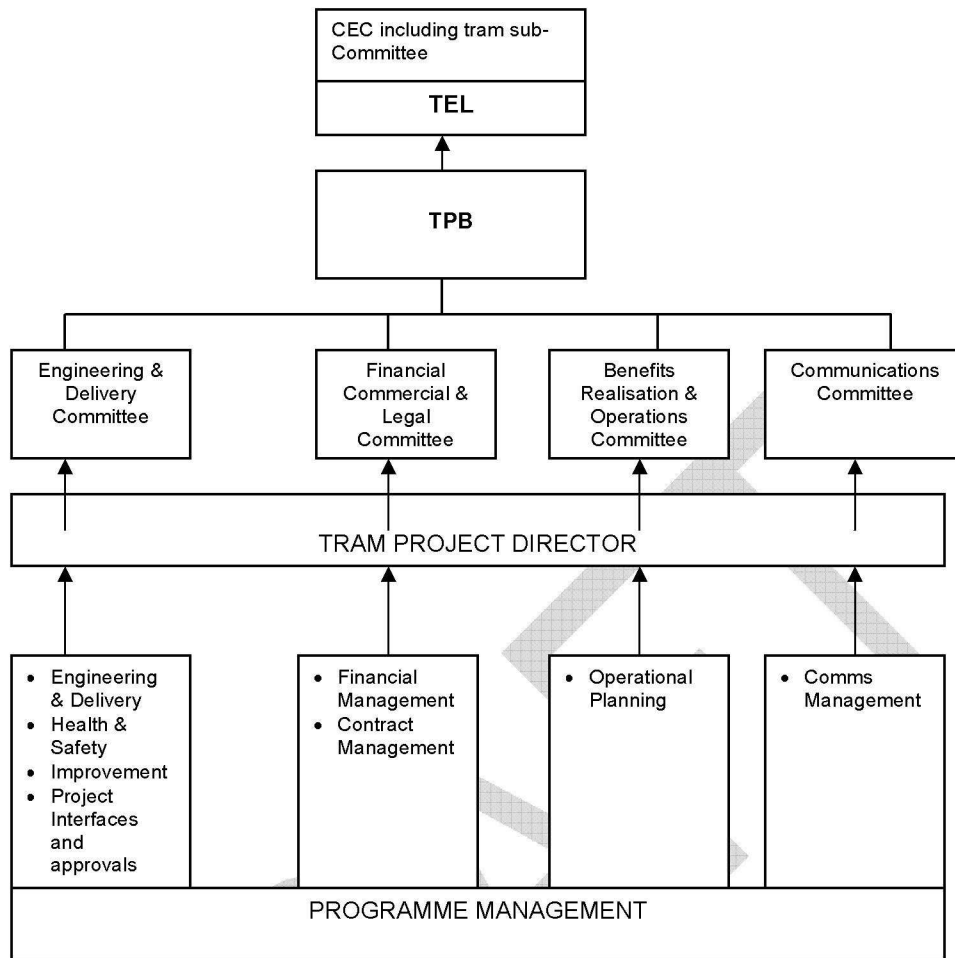 CEC including tram sub-
Committee
TEL
TPB
Engineering &
Delivery
Committee
Financial
Commercial &
Legal
Committee
Benefits
Realisation &
Operations
Committee
Communications
Committee
TRAM PROJECT DIRECTOR
• Engineering
& Delivery
• Health &
Safety
• Improvement
• Project
Interfaces
and
approvals
• Financial
Management
• Contract
Management
• Operational
Planning
• Comms
Management
PROGRAMME MANAGEMENT